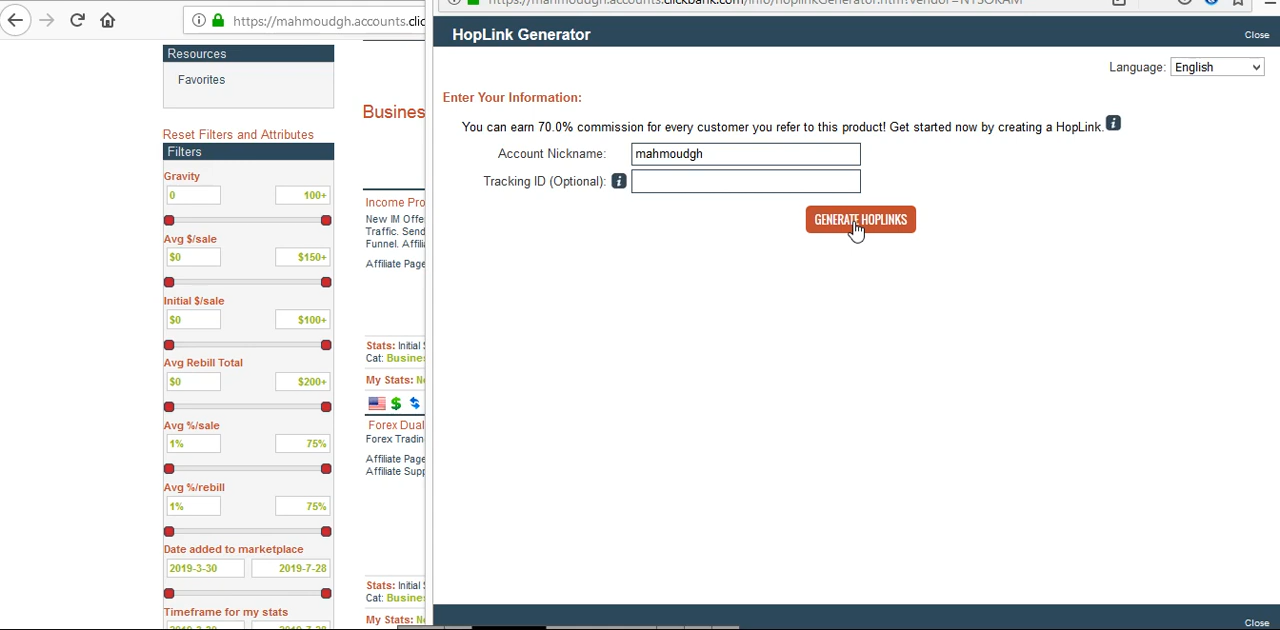 https://mahmoudgh.accounts.clic
Resources
Favorites
Reset Filters and Attributes
Filters
Gravity
0 100+
Avg $/sale
$0 $150+
Initial $/sale
$0 $100+
Avg Rebill Total
$0 $200+
Avg %/sale
1% 75%
Avg %/rebill
1% 75%
Date added to marketplace
2019-3-30 2019-7-28
Timeframe for my stats
Busines
Income Pro
New IM Offe
Traffic. Send
Funnel. Affili
Affiliate Page
Stats: Initial
Cat: Busines
My Stats:
Forex Dual
Forex Tradin
Affiliate Page
Affiliate Supp
Stats: Initial
Cat: Busines
My Stats:
HopLink Generator
Close
Language: English
Enter Your Information:
You can earn 70.0% commission for every customer you refer to this product! Get started now by creating a HopLink.
Account Nickname: mahmoudgh
Tracking ID (Optional):
GENERATE HOPLINKS
Close